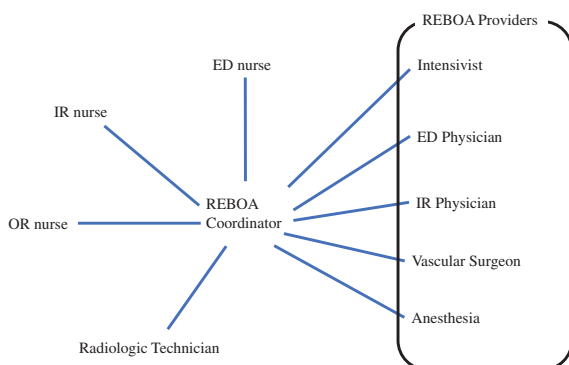 REBOA Providers
ED nurse
Intensivist
IR nurse
ED Physician
REBOA
Coordinator
IR Physician
OR nurse
Vascular Surgeon
Anesthesia
Radiologic Technician